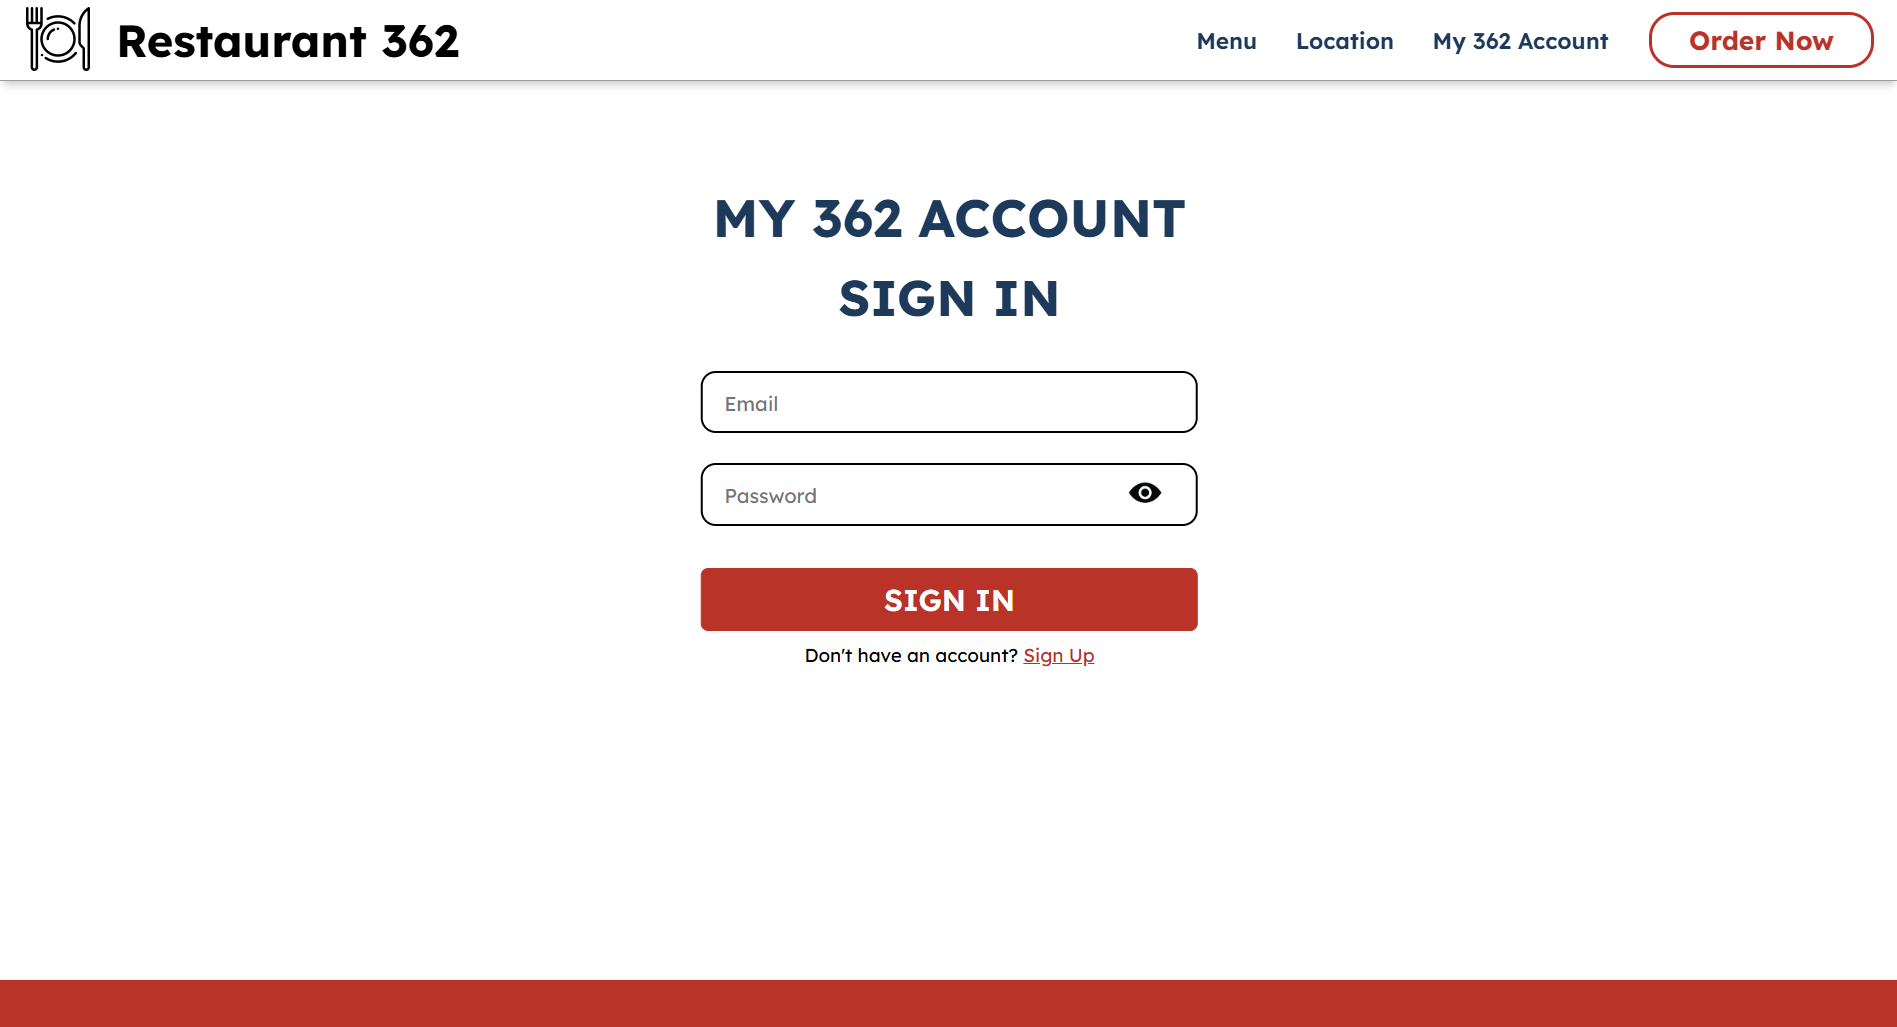 Restaurant 362
Menu
Location
My 362 Account
Order Now
MY 362 ACCOUNT
SIGN IN
Email
Password
SIGN IN
Don't have an account? Sign Up